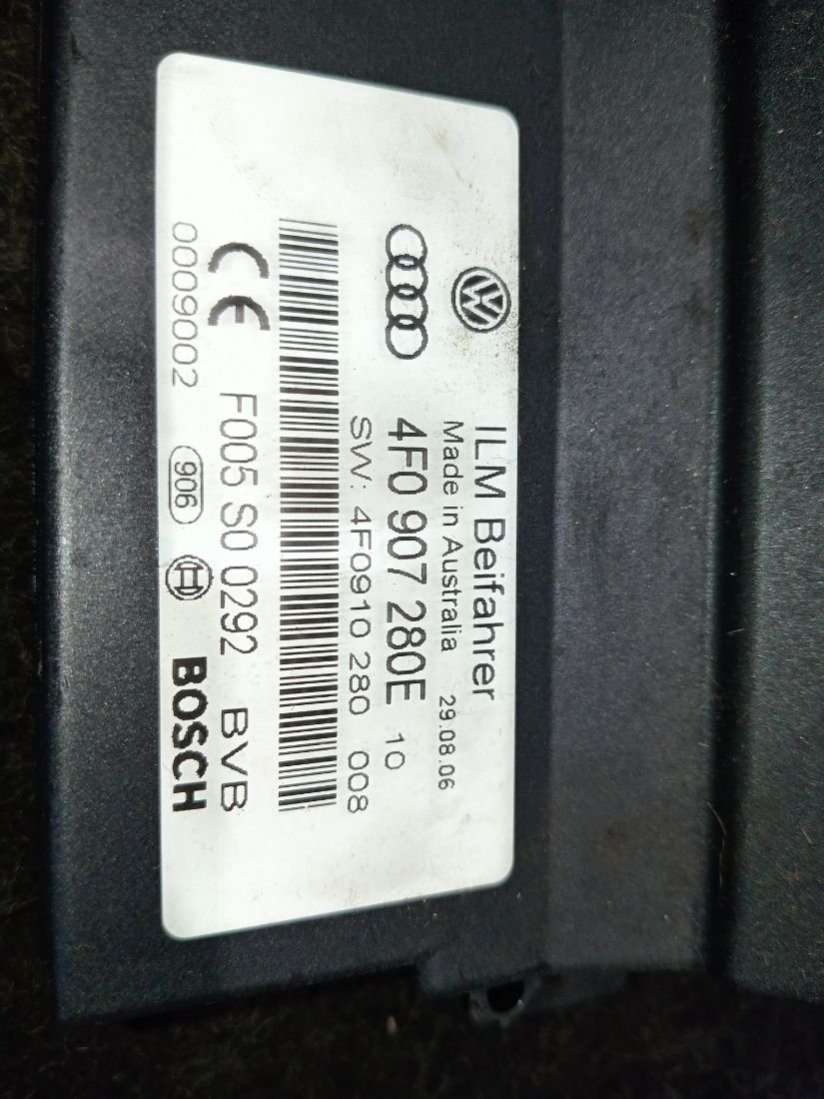 ILM Beifahrer
Made in Australia 29.08.06
4F0 907 280E 10
SW: 4F0910 280 008
CE F005 S0 0292 BVB
0009002 906 BOSCH